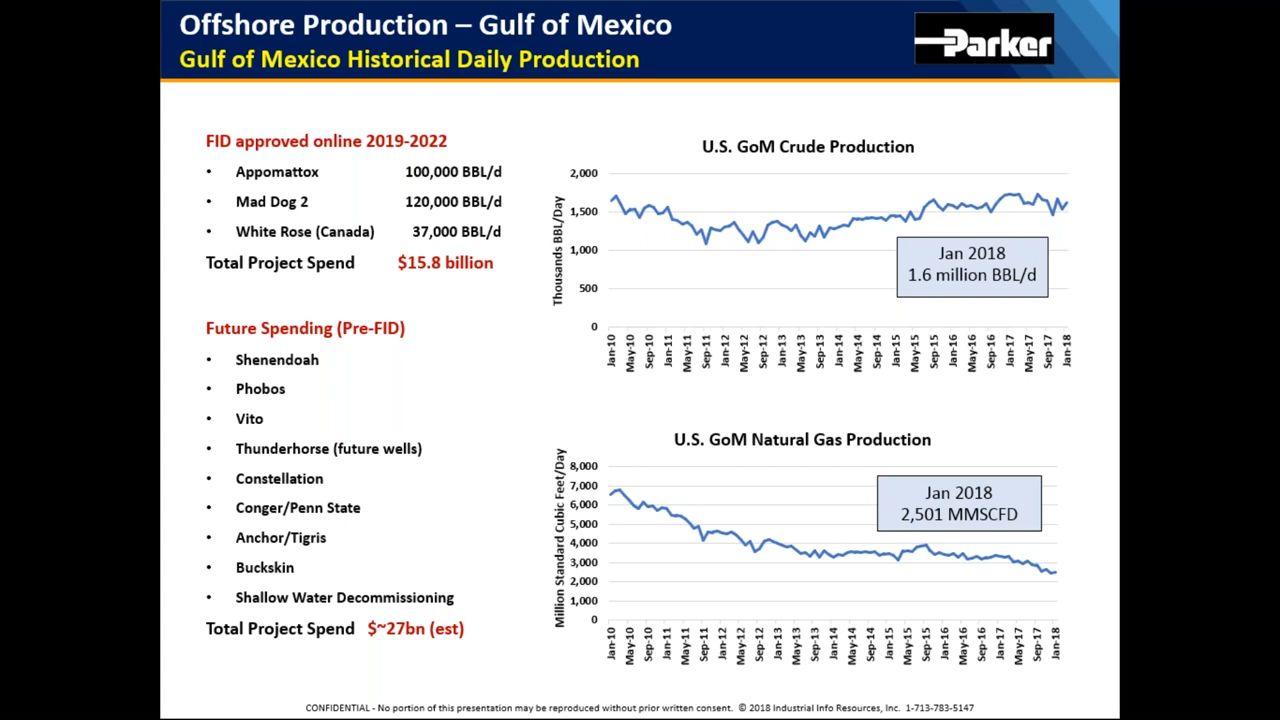 Offshore Production – Gulf of Mexico
Gulf of Mexico Historical Daily Production
Parker
FID approved online 2019-2022
• Appomattox 100,000 BBL/d
• Mad Dog 2 120,000 BBL/d
• White Rose (Canada) 37,000 BBL/d
Total Project Spend $15.8 billion
Future Spending (Pre-FID)
• Shenendoah
• Phobos
• Vito
• Thunderhorse (future wells)
• Constellation
• Conger/Penn State
• Anchor/Tigris
• Buckskin
• Shallow Water Decommissioning
Total Project Spend $~27bn (est)
U.S. GoM Crude Production
Thousands BBL/Day
2,000
1,500
1,000
500
0
Jan 2018
1.6 million BBL/d
Jan-10 May-10 Sep-10 Jan-11 May-11 Sep-11 Jan-12 May-12 Sep-12 Jan-13 May-13 Sep-13 Jan-14 May-14 Sep-14 Jan-15 May-15 Sep-15 Jan-16 May-16 Sep-16 Jan-17 May-17 Sep-17 Jan-18
U.S. GoM Natural Gas Production
Million Standard Cubic Feet/Day
8,000
7,000
6,000
5,000
4,000
3,000
2,000
1,000
0
Jan 2018
2,501 MMSCFD
Jan-10 May-10 Sep-10 Jan-11 May-11 Sep-11 Jan-12 May-12 Sep-12 Jan-13 May-13 Sep-13 Jan-14 May-14 Sep-14 Jan-15 May-15 Sep-15 Jan-16 May-16 Sep-16 Jan-17 May-17 Sep-17 Jan-18
CONFIDENTIAL - No portion of this presentation may be reproduced without prior written consent. © 2018 Industrial Info Resources, Inc. 1-713-783-5147